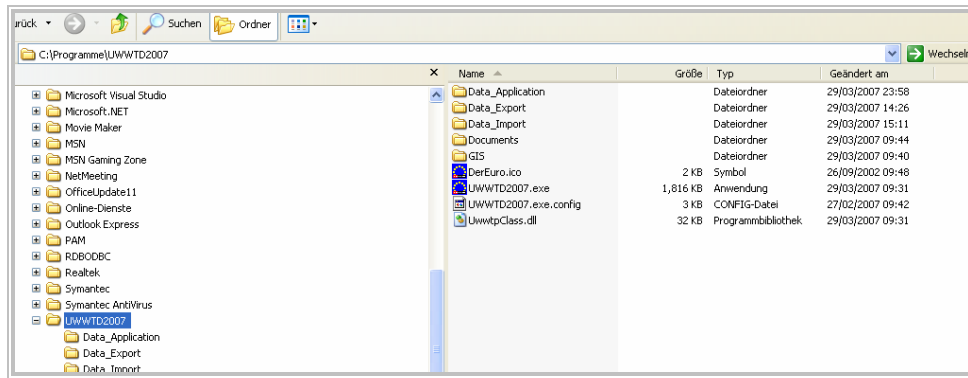 urück Suchen Ordner
C:\Programme\UWWTD2007 Wechseln
Name Größe Typ Geändert am
Microsoft Visual Studio
Microsoft.NET
Movie Maker
MSN
MSN Gaming Zone
NetMeeting
OfficeUpdate11
Online-Dienste
Outlook Express
PAM
RDBODBC
Realtek
Symantec
Symantec AntiVirus
UWWTD2007
Data_Application
Data_Export
Data_Import
Data_Application Dateiordner 29/03/2007 23:58
Data_Export Dateiordner 29/03/2007 14:26
Data_Import Dateiordner 29/03/2007 15:11
Documents Dateiordner 29/03/2007 09:44
GIS Dateiordner 29/03/2007 09:40
DerEuro.ico 2 KB Symbol 26/09/2002 09:48
UWWTD2007.exe 1,816 KB Anwendung 29/03/2007 09:31
UWWTD2007.exe.config 3 KB CONFIG-Datei 27/02/2007 09:42
UwwtpClass.dll 32 KB Programmbibliothek 29/03/2007 09:31